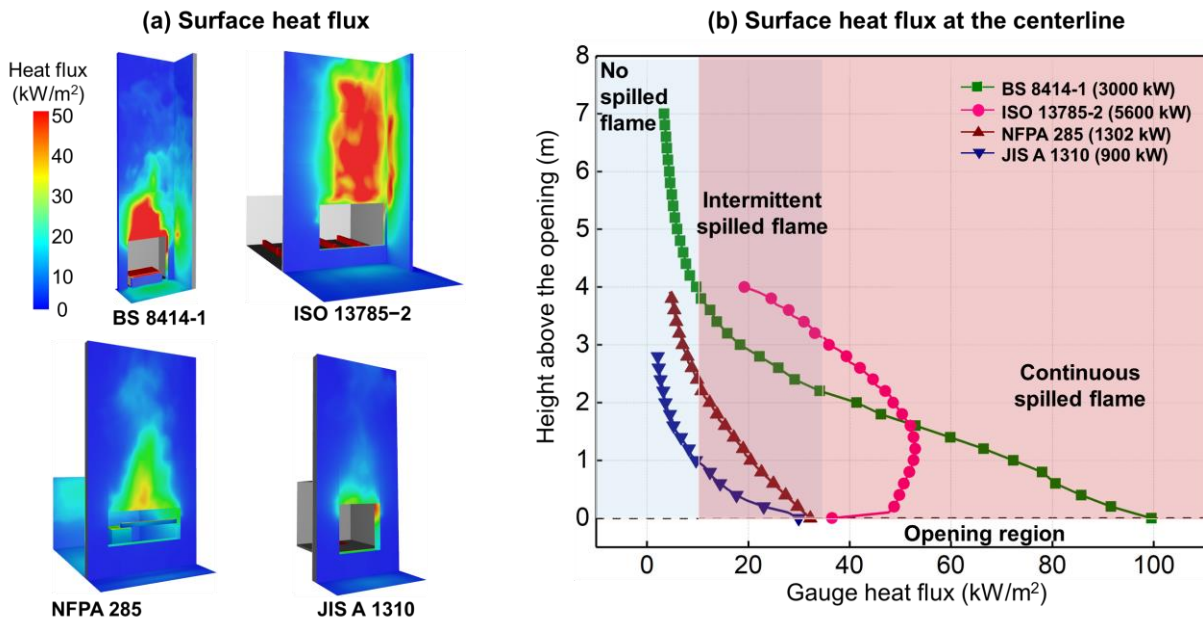 (a) Surface heat flux
Heat flux
(kW/m²)
50
40
30
20
10
0
BS 8414-1
ISO 13785−2
NFPA 285
JIS A 1310
(b) Surface heat flux at the centerline
Height above the opening (m)
8
7
6
5
4
3
2
1
0
No
spilled
flame
Intermittent
spilled flame
Continuous
spilled flame
BS 8414-1 (3000 kW)
ISO 13785-2 (5600 kW)
NFPA 285 (1302 kW)
JIS A 1310 (900 kW)
Opening region
0
20
40
60
80
100
Gauge heat flux (kW/m²)